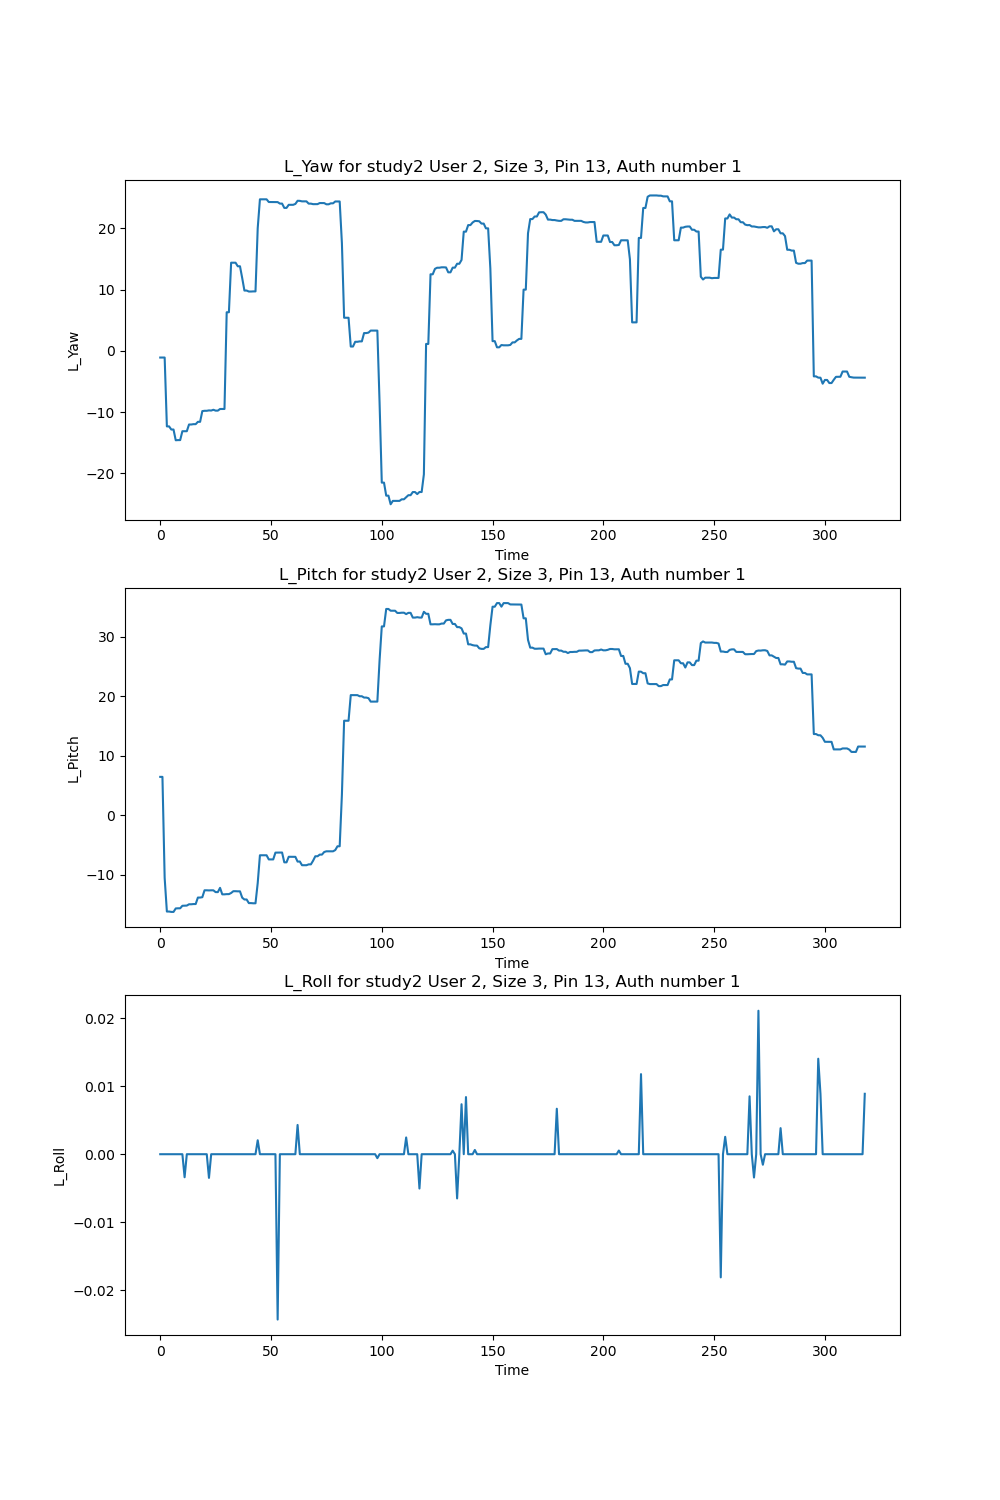 L_Yaw for study2 User 2, Size 3, Pin 13, Auth number 1
20
10
0
−10
−20
L_Yaw
0 50 100 150 200 250 300
Time
L_Pitch for study2 User 2, Size 3, Pin 13, Auth number 1
30
20
10
0
−10
L_Pitch
0 50 100 150 200 250 300
Time
L_Roll for study2 User 2, Size 3, Pin 13, Auth number 1
0.02
0.01
0.00
−0.01
−0.02
L_Roll
0 50 100 150 200 250 300
Time